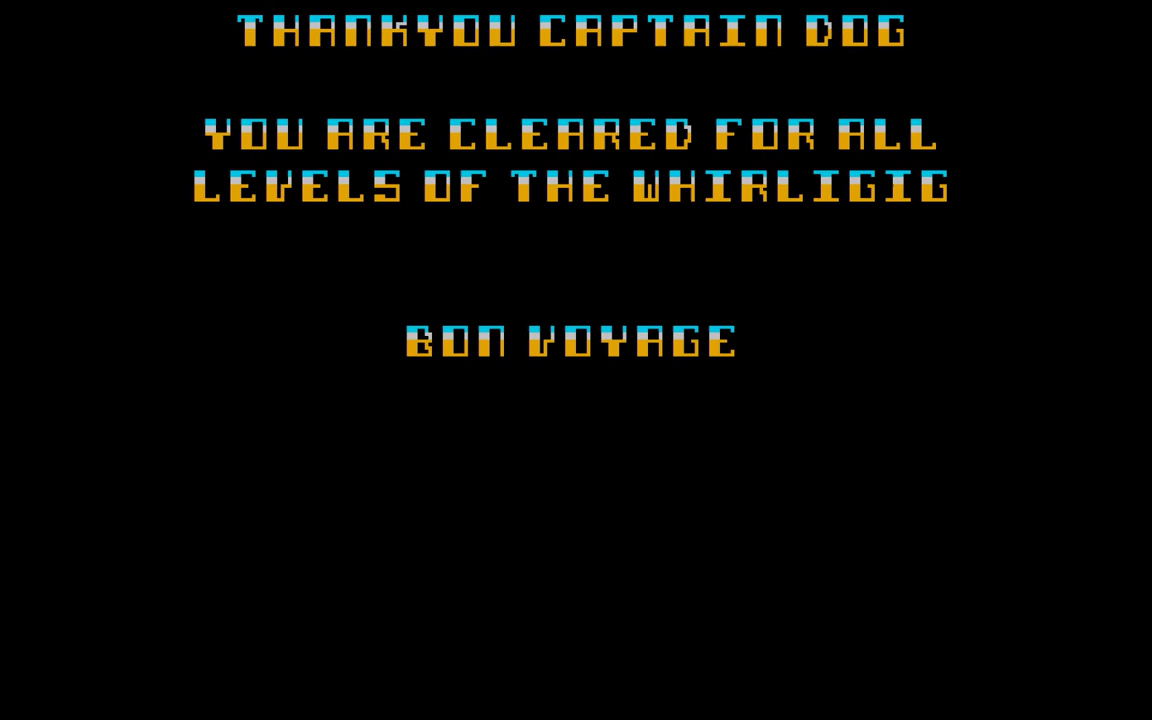 THANKYOU CAPTAIN DOG
YOU ARE CLEARED FOR ALL
LEVELS OF THE WHIRLIGIG
BON VOYAGE